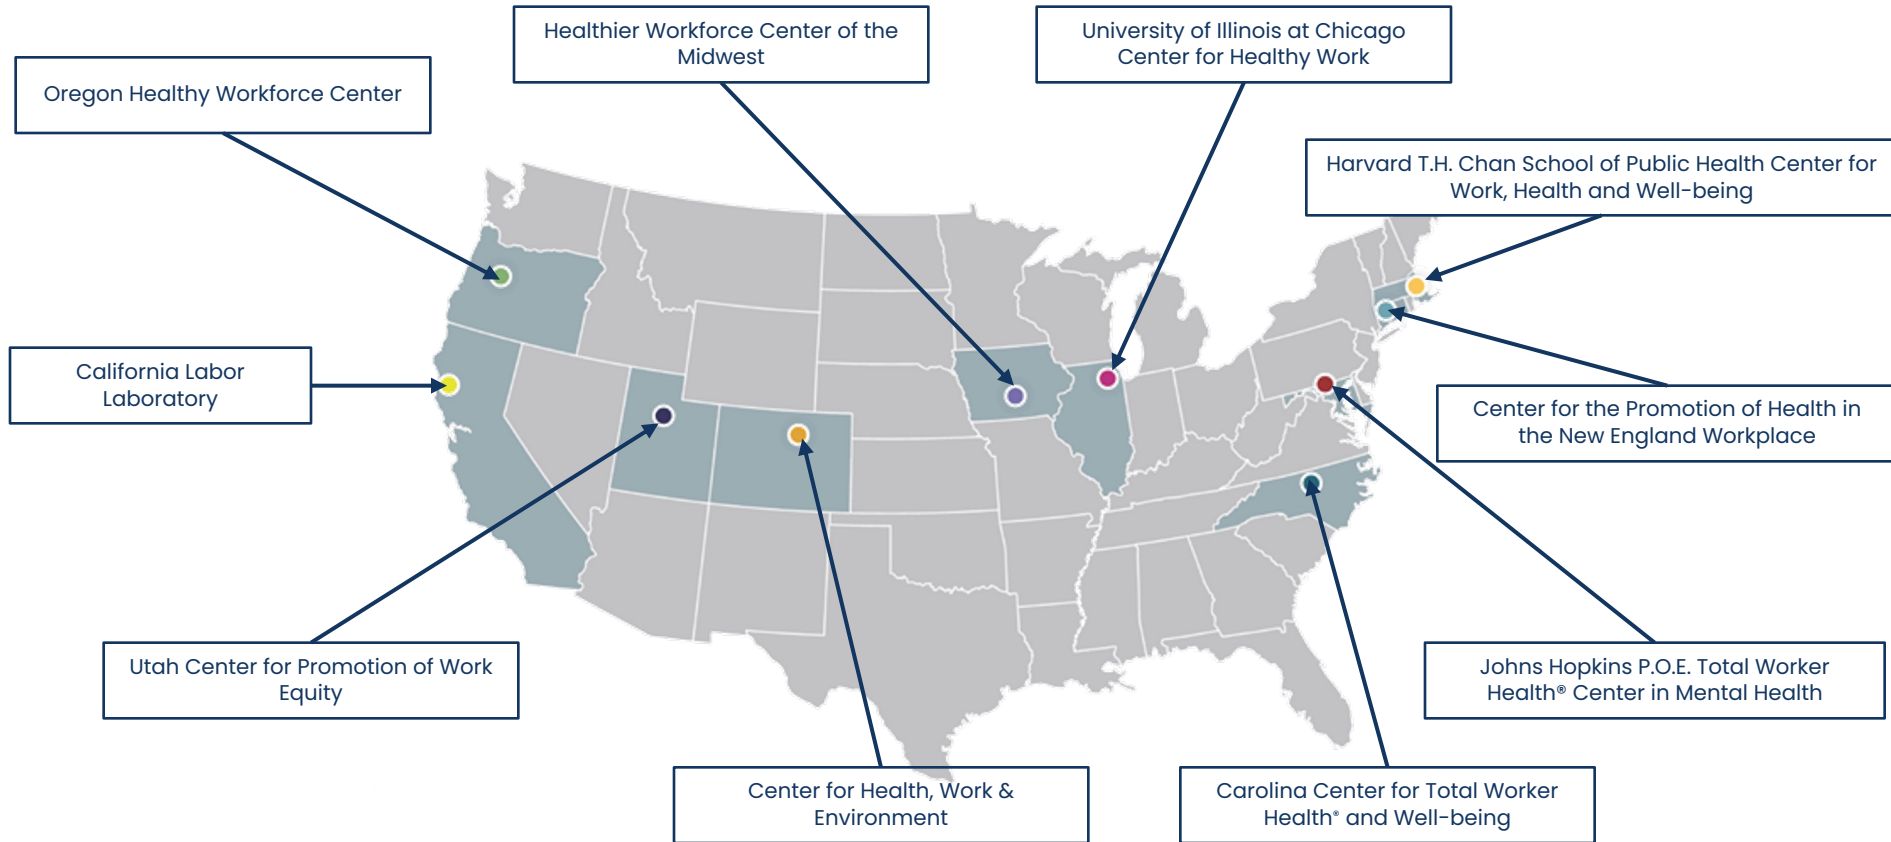 Healthier Workforce Center of the
Midwest
University of Illinois at Chicago
Center for Healthy Work
Oregon Healthy Workforce Center
Harvard T.H. Chan School of Public Health Center for
Work, Health and Well-being
California Labor
Laboratory
Center for the Promotion of Health in
the New England Workplace
Utah Center for Promotion of Work
Equity
Johns Hopkins P.O.E. Total Worker
Health® Center in Mental Health
Center for Health, Work &
Environment
Carolina Center for Total Worker
Health® and Well-being